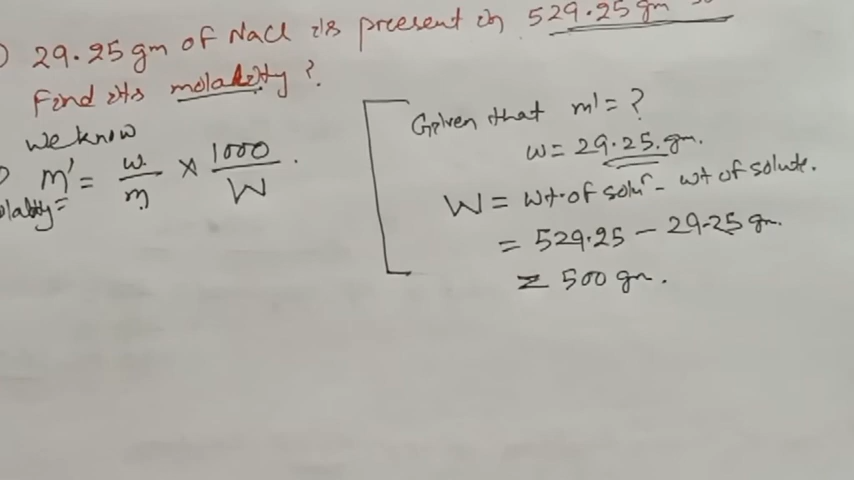 29.25 gm of NaCl is present in 529.25 gm
Find its molality ?
We know
m' = w/m × 1000/W .
Given that m' = ?
w = 29.25 gm.
W = wt. of solnr - wt of solute.
= 529.25 - 29.25 gm.
= 500 gm.